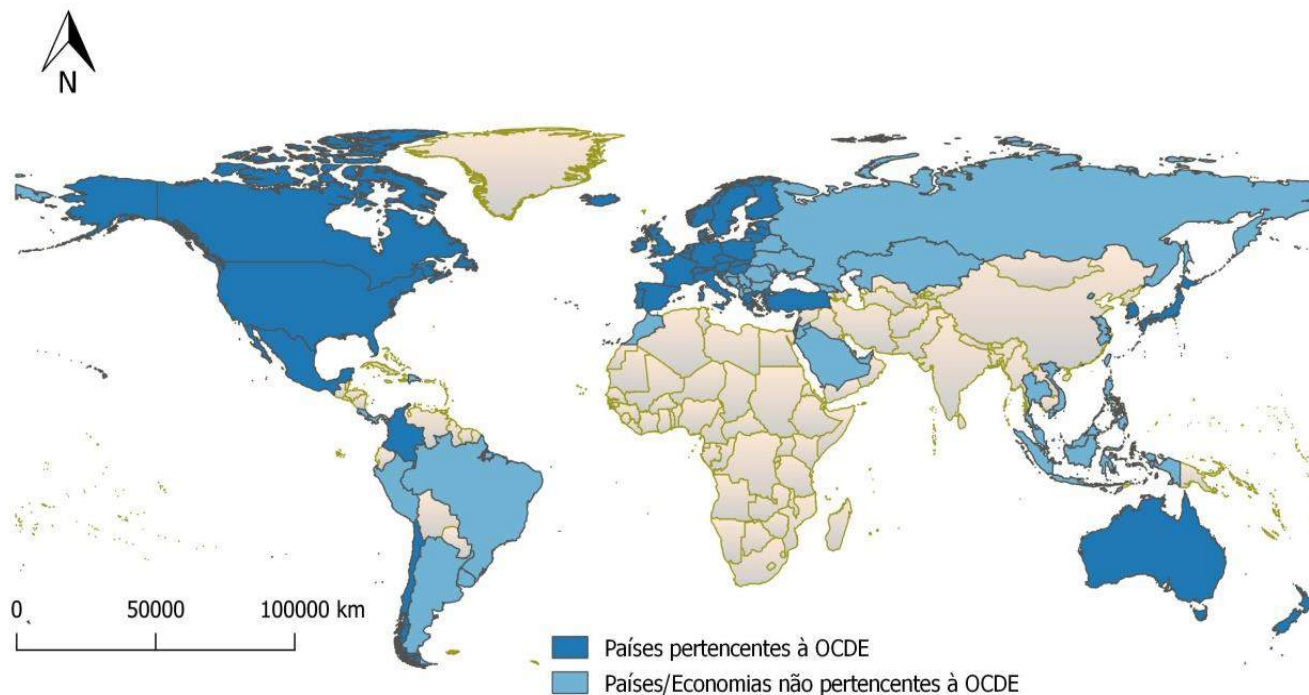 N
0 50000 100000 km
Países pertencentes à OCDE
Países/Economias não pertencentes à OCDE